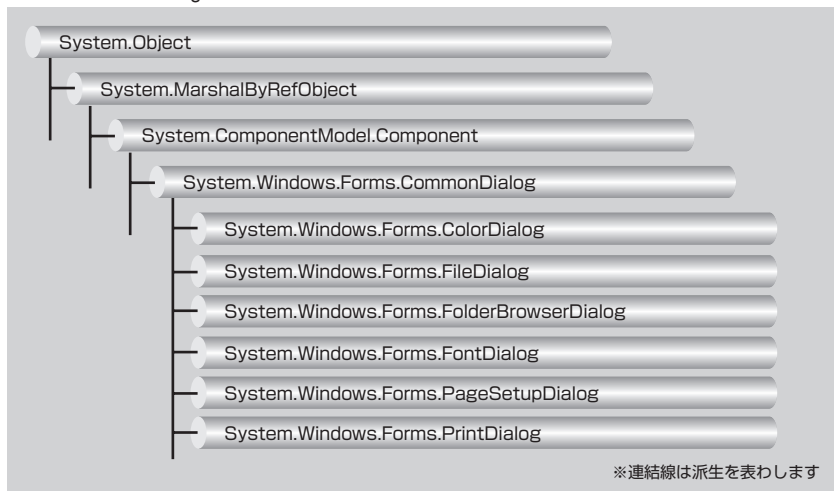 System.Object
System.MarshalByRefObject
System.ComponentModel.Component
System.Windows.Forms.CommonDialog
System.Windows.Forms.ColorDialog
System.Windows.Forms.FileDialog
System.Windows.Forms.FolderBrowserDialog
System.Windows.Forms.FontDialog
System.Windows.Forms.PageSetupDialog
System.Windows.Forms.PrintDialog
※連結線は派生を表わします